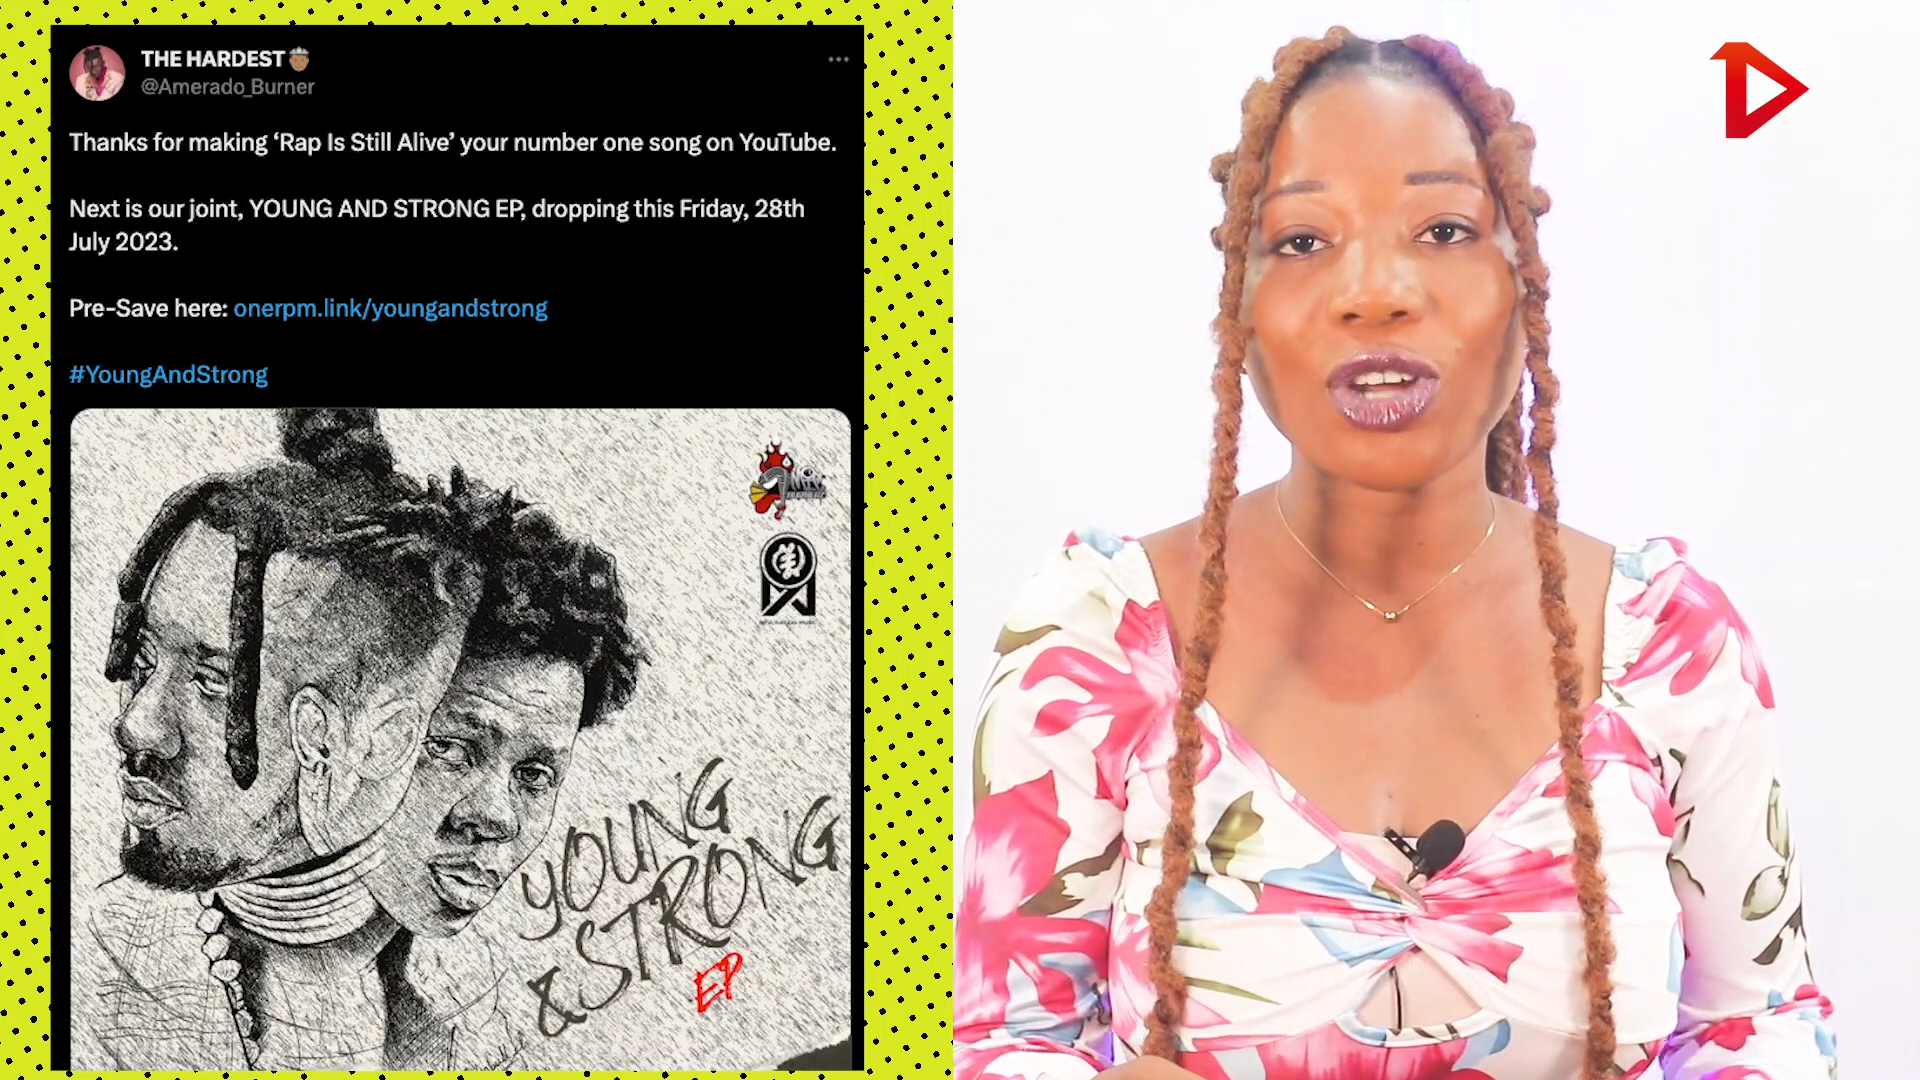 THE HARDEST
@Amerado_Burner
Thanks for making ‘Rap Is Still Alive’ your number one song on YouTube.
Next is our joint, YOUNG AND STRONG EP, dropping this Friday, 28th
July 2023.
Pre-Save here: onerpm.link/youngandstrong
#YoungAndStrong
YOUNG
&STRONG
EP